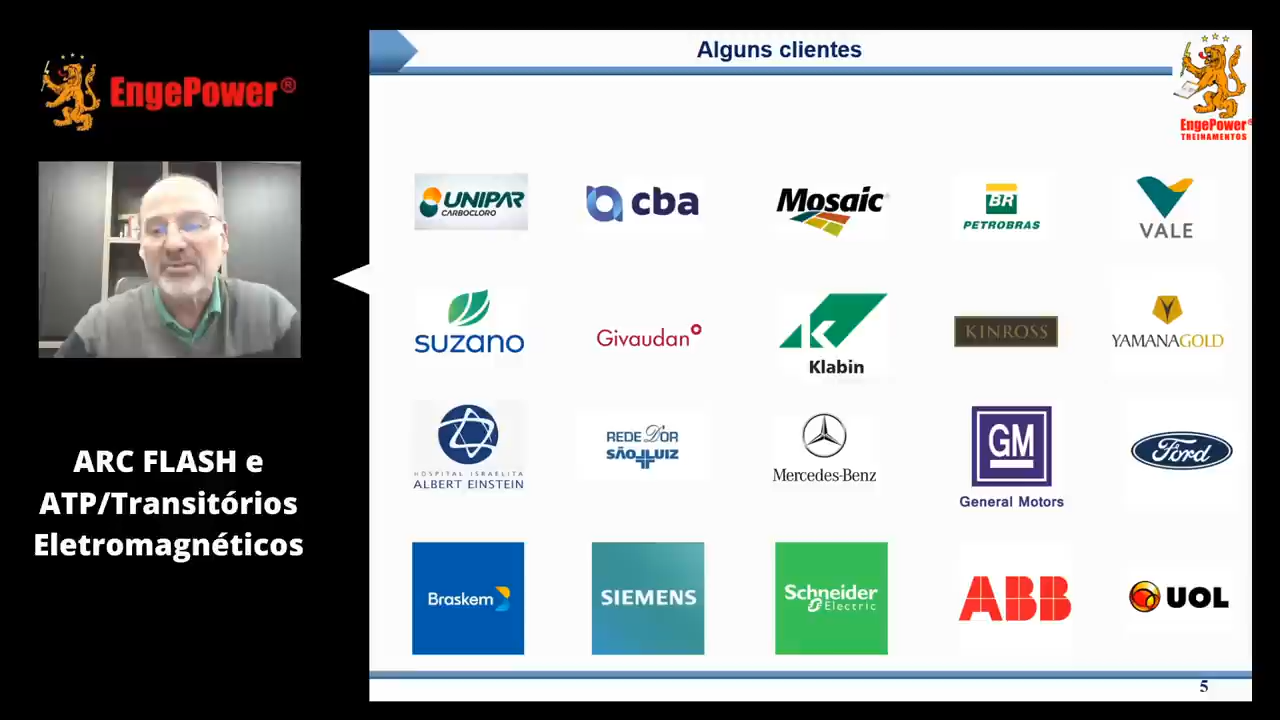 EngePower®
ARC FLASH e
ATP/Transitórios
Eletromagnéticos
Alguns clientes
EngePower®
TREINAMENTOS
UNIPAR
CARBOCLORO
cba
Mosaic
BR
PETROBRAS
VALE
suzano
Givaudan
Klabin
KINROSS
YAMANAGOLD
HOSPITAL ISRAELITA
ALBERT EINSTEIN
REDE D'OR
SÃO LUIZ
Mercedes-Benz
GM
General Motors
Ford
Braskem
SIEMENS
Schneider
Electric
ABB
UOL
5